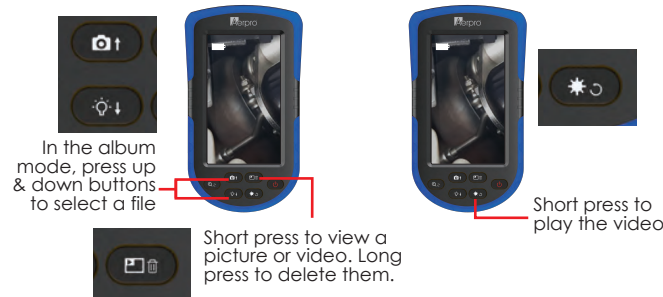 Aerpro
Aerpro
In the album
mode, press up
& down buttons
to select a file
Short press to
play the video
Short press to view a
picture or video. Long
press to delete them.